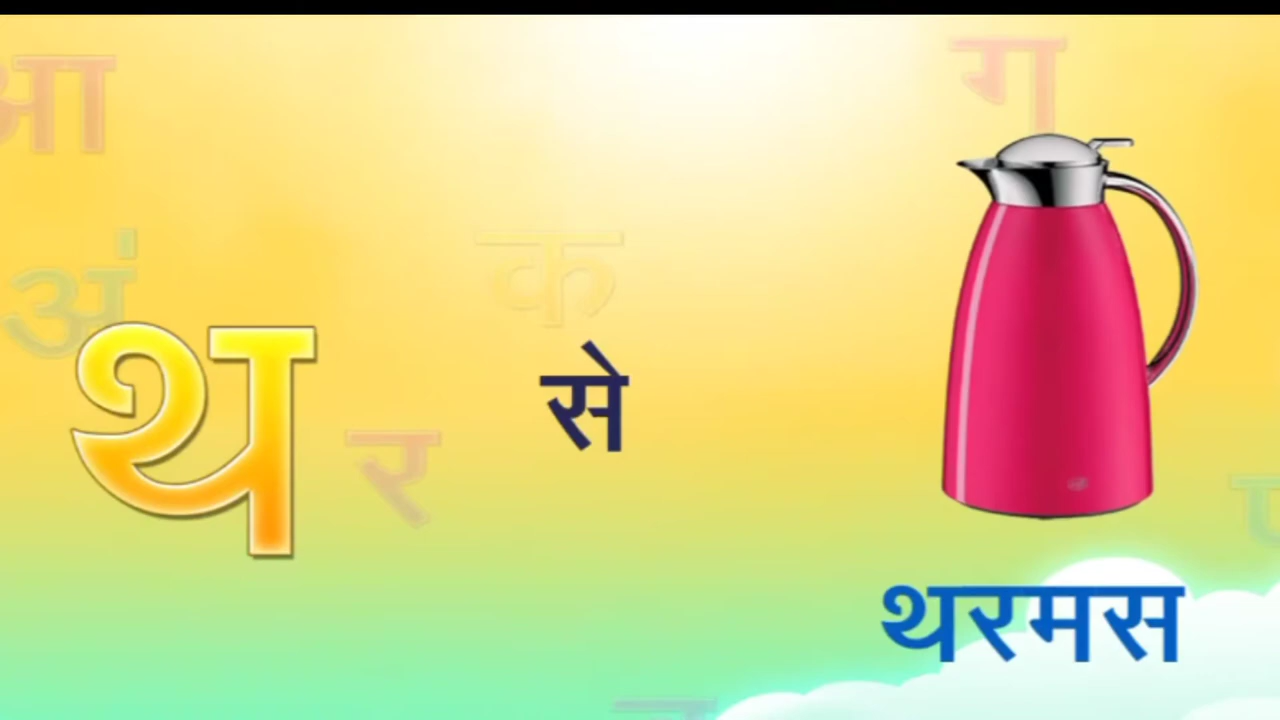 आ
ग
अं
क
थ से
र
थरमस